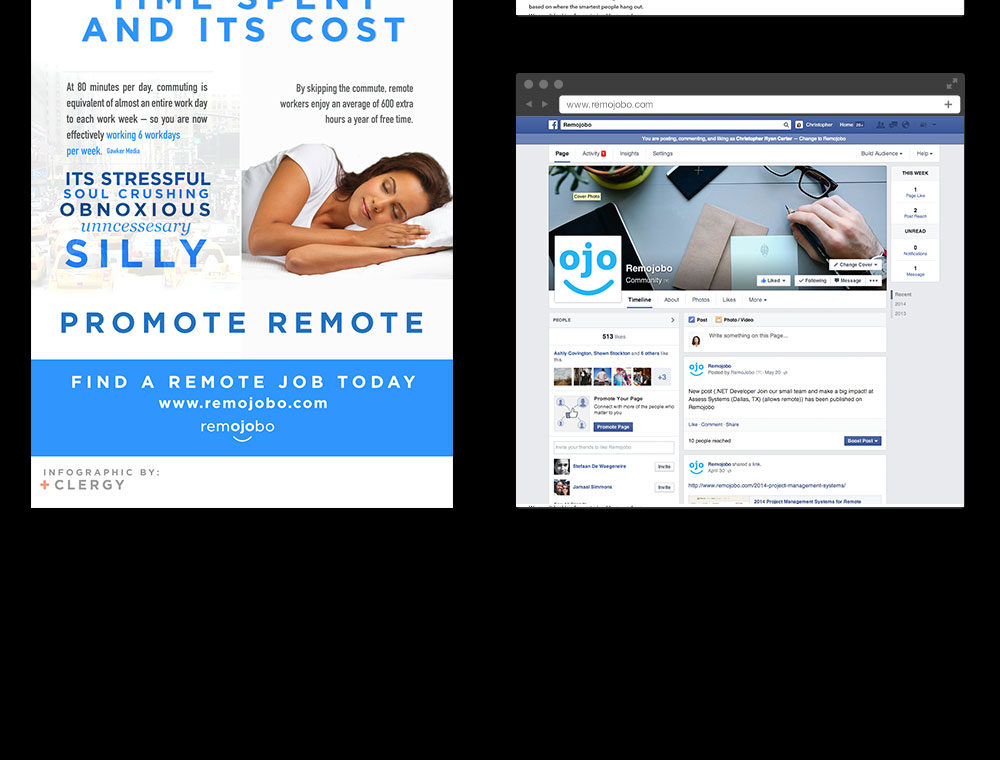 TIME SPENT
AND ITS COST
At 80 minutes per day, commuting is
equivalent of almost an entire work day
to each work week – so you are now
effectively working 6 workdays
per week. Gawker Media
ITS STRESSFUL
SOUL CRUSHING
OBNOXIOUS
unncessesary
SILLY
By skipping the commute, remote
workers enjoy an average of 600 extra
hours a year of free time.
PROMOTE REMOTE
FIND A REMOTE JOB TODAY
www.remojobo.com
remojobo
INFOGRAPHIC BY:
CLERGY
based on where the smartest people hang out.
www.remojobo.com
Remojobo
Christopher Home 20+
You are posting, commenting, and liking as Christopher Ryan Carter — Change to Remojobo
Page Activity 1 Insights Settings Build Audience Help
Cover Photo
ojo
Remojobo
Community
Change Cover
Liked Following Message
Timeline About Photos Likes More
THIS WEEK
1
Page Like
2
Post Reach
UNREAD
0
Notifications
1
Message
Recent
2014
2013
PEOPLE
513 likes
Ashly Covington, Shawn Stockton and 6 others like
this.
+3
Promote Your Page
Connect with more of the people who
matter to you
Promote Page
Invite your friends to like Remojobo
Stefaan De Waegeneire Invite
Jamaal Simmons Invite
Post Photo / Video
Write something on this Page...
ojo
Remojobo
Posted by RemoJobo · May 20
New post (.NET Developer Join our small team and make a big impact! at
Assess Systems (Dallas, TX) (allows remote)) has been published on
Remojobo
Like · Comment · Share
10 people reached Boost Post
ojo
Remojobo shared a link.
April 30
http://www.remojobo.com/2014-project-management-systems/
2014 Project Management Systems for Remote